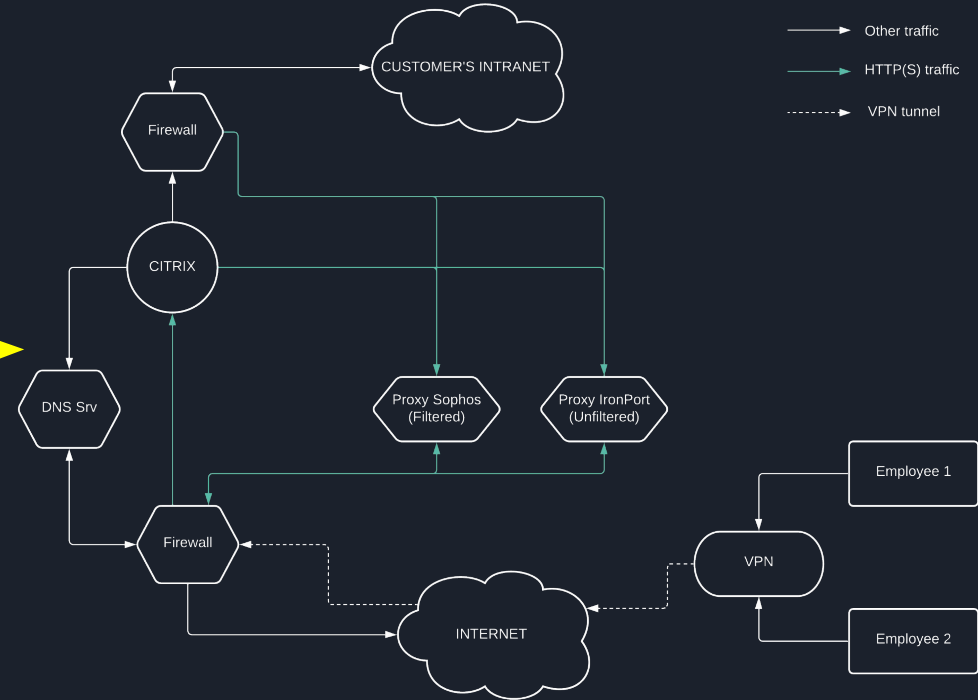 CUSTOMER'S INTRANET
Other traffic
HTTP(S) traffic
VPN tunnel
Firewall
CITRIX
DNS Srv
Proxy Sophos
(Filtered)
Proxy IronPort
(Unfiltered)
Employee 1
Firewall
VPN
INTERNET
Employee 2